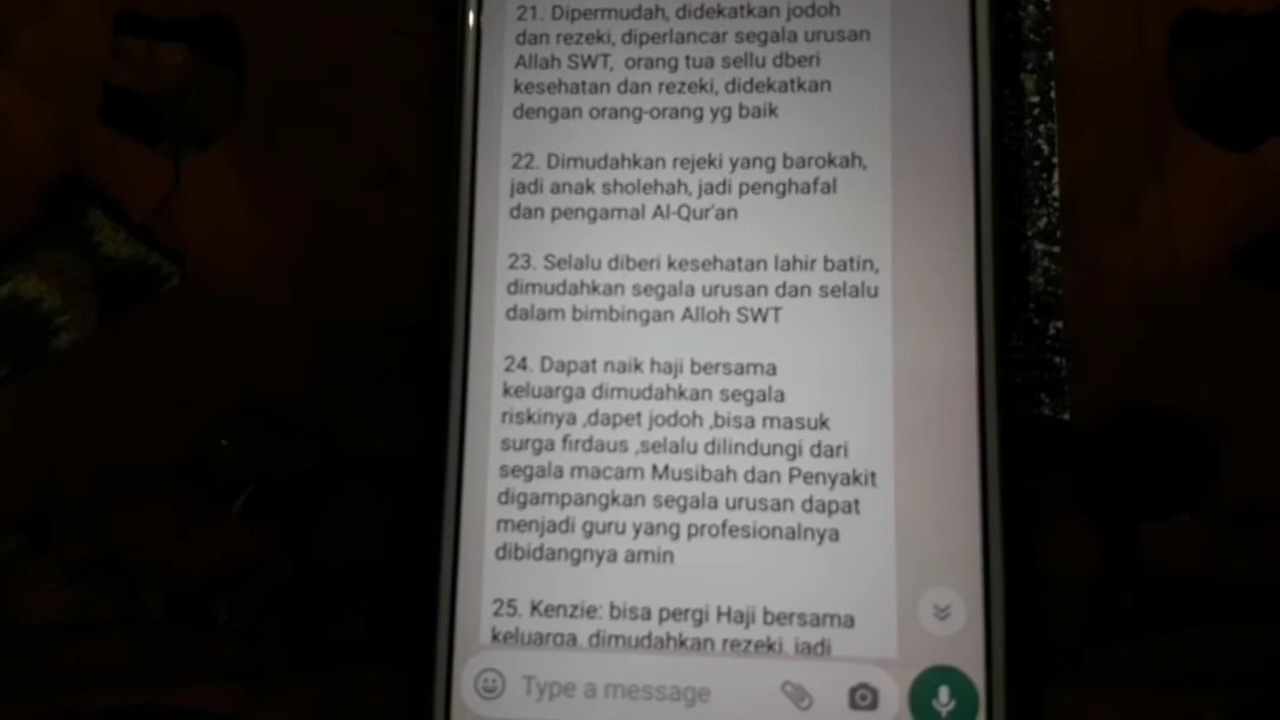 21. Dipermudah, didekatkan jodoh
dan rezeki, diperlancar segala urusan
Allah SWT, orang tua sellu dberi
kesehatan dan rezeki, didekatkan
dengan orang-orang yg baik
22. Dimudahkan rejeki yang barokah,
jadi anak sholehah, jadi penghafal
dan pengamal Al-Qur'an
23. Selalu diberi kesehatan lahir batin,
dimudahkan segala urusan dan selalu
dalam bimbingan Alloh SWT
24. Dapat naik haji bersama
keluarga dimudahkan segala
riskinya ,dapet jodoh ,bisa masuk
surga firdaus ,selalu dilindungi dari
segala macam Musibah dan Penyakit
digampangkan segala urusan dapat
menjadi guru yang profesionalnya
dibidangnya amin
25. Kenzie: bisa pergi Haji bersama
keluarga, dimudahkan rezeki, jadi
Type a message